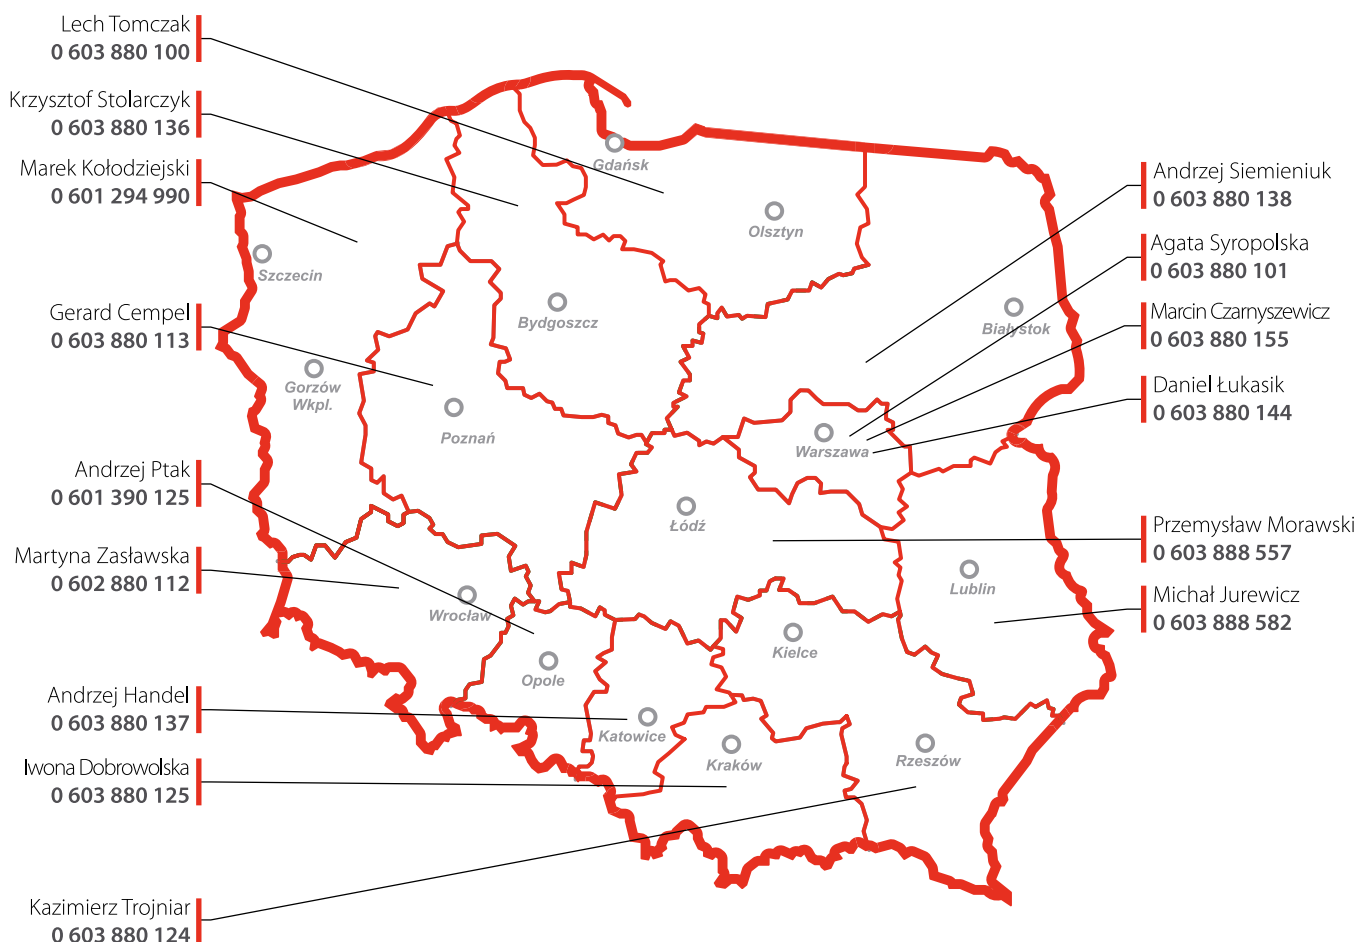 Lech Tomczak
0 603 880 100
Krzysztof Stolarczyk
0 603 880 136
Marek Kołodziejski
0 601 294 990
Gerard Cempel
0 603 880 113
Andrzej Ptak
0 601 390 125
Martyna Zasławska
0 602 880 112
Andrzej Handel
0 603 880 137
Iwona Dobrowolska
0 603 880 125
Kazimierz Trojniar
0 603 880 124
Gdańsk
Olsztyn
Szczecin
Bydgoszcz
Białystok
Gorzów
Wkpl.
Poznań
Warszawa
Łódź
Lublin
Wrocław
Kielce
Opole
Katowice
Kraków
Rzeszów
Andrzej Siemieniuk
0 603 880 138
Agata Syropolska
0 603 880 101
Marcin Czarnyszewicz
0 603 880 155
Daniel Łukasik
0 603 880 144
Przemysław Morawski
0 603 888 557
Michał Jurewicz
0 603 888 582